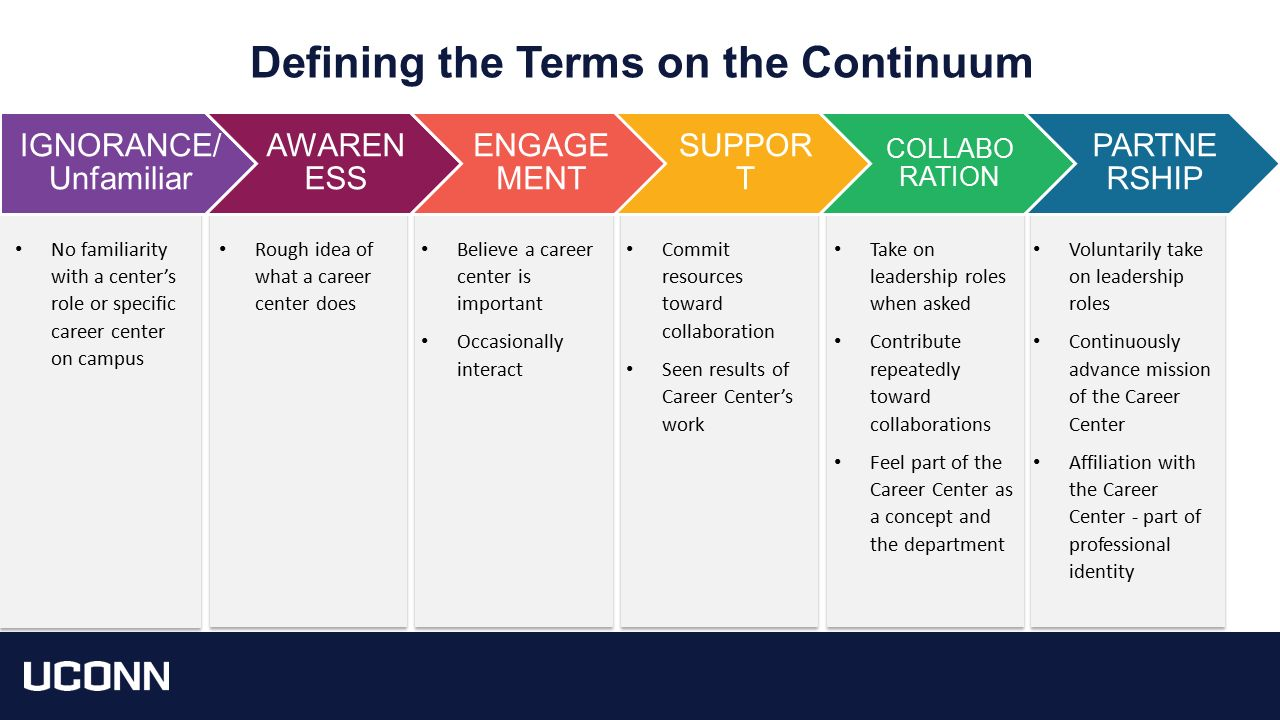 Defining the Terms on the Continuum
IGNORANCE/
Unfamiliar
AWAREN
ESS
ENGAGE
MENT
SUPPOR
T
COLLABO
RATION
PARTNE
RSHIP
• No familiarity
with a center’s
role or specific
career center
on campus
• Rough idea of
what a career
center does
• Believe a career
center is
important
• Occasionally
interact
• Commit
resources
toward
collaboration
• Seen results of
Career Center’s
work
• Take on
leadership roles
when asked
• Contribute
repeatedly
toward
collaborations
• Feel part of the
Career Center as
a concept and
the department
• Voluntarily take
on leadership
roles
• Continuously
advance mission
of the Career
Center
• Affiliation with
the Career
Center - part of
professional
identity
UCONN